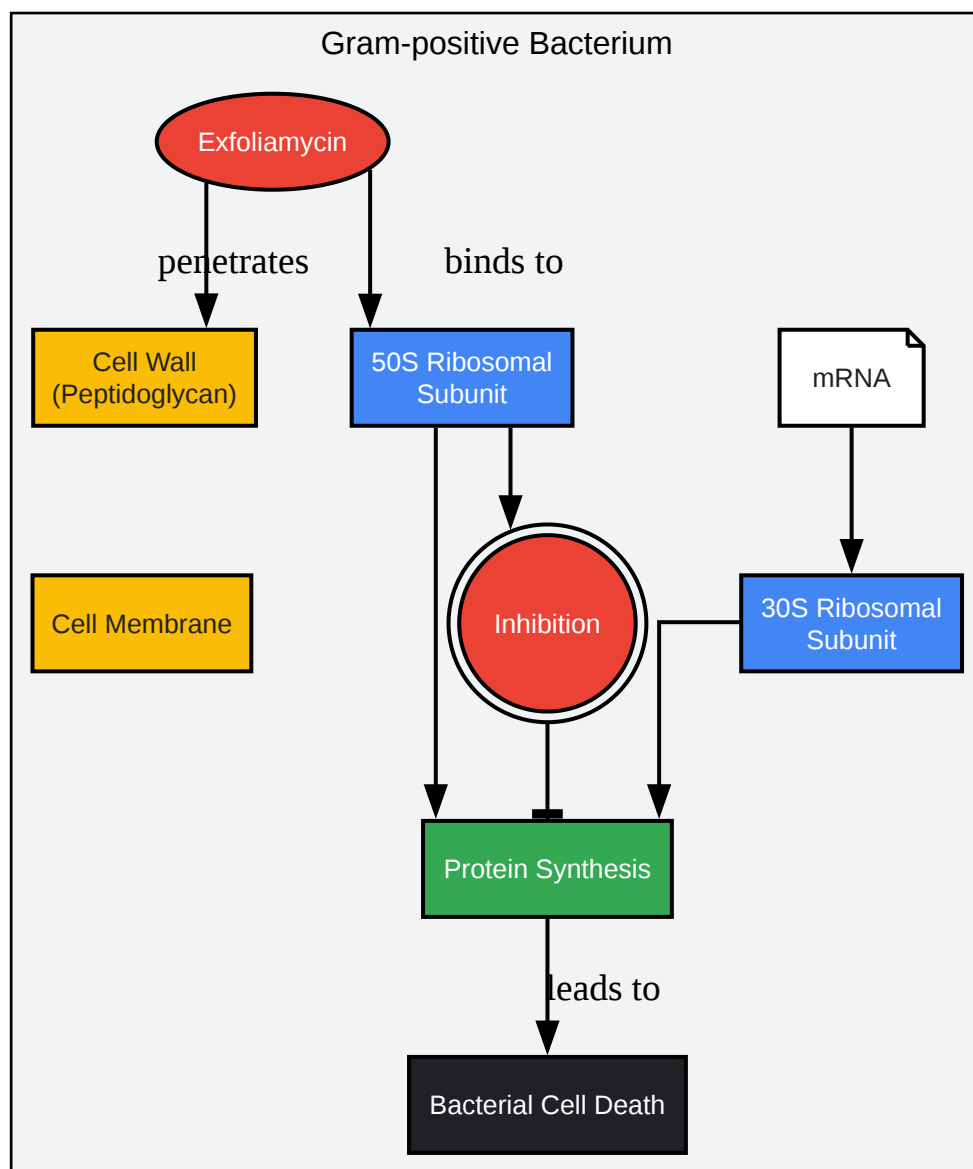 Gram-positive Bacterium
Exfoliamycin
penetrates
binds to
Cell Wall
(Peptidoglycan)
50S Ribosomal
Subunit
mRNA
Cell Membrane
Inhibition
30S Ribosomal
Subunit
Protein Synthesis
leads to
Bacterial Cell Death